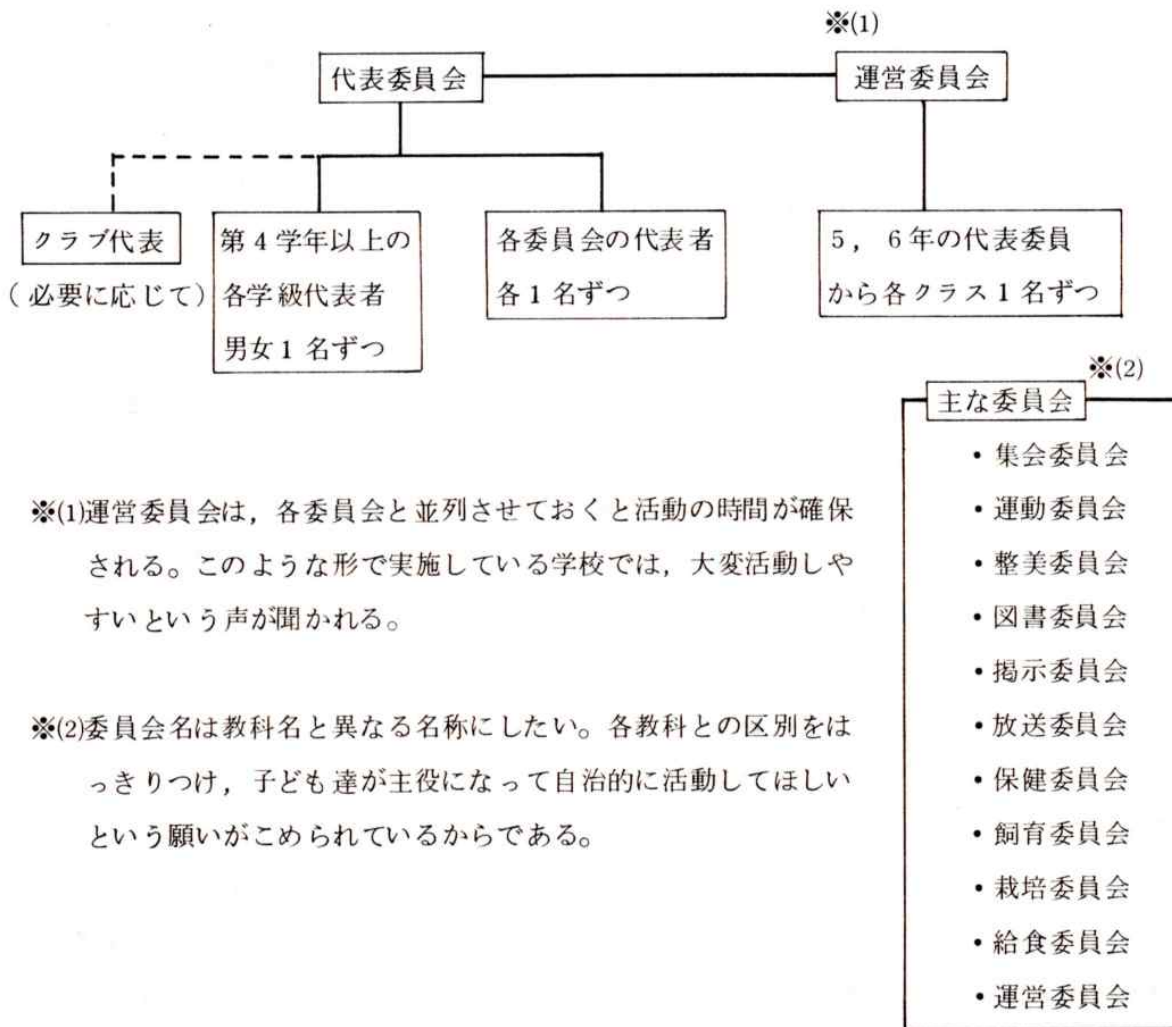 ※(1)
代表委員会
運営委員会
クラブ代表
(必要に応じて)
第4学年以上の
各学級代表者
男女1名ずつ
各委員会の代表者
各1名ずつ
5，6年の代表委員
から各クラス1名ずつ
※(2)
主な委員会
・集会委員会
・運動委員会
・整美委員会
・図書委員会
・掲示委員会
・放送委員会
・保健委員会
・飼育委員会
・栽培委員会
・給食委員会
・運営委員会
※(1)運営委員会は，各委員会と並列させておくと活動の時間が確保
される。このような形で実施している学校では，大変活動しや
すいという声が聞かれる。
※(2)委員会名は教科名と異なる名称にしたい。各教科との区別をは
っきりつけ，子ども達が主役になって自治的に活動してほしい
という願いがこめられているからである。